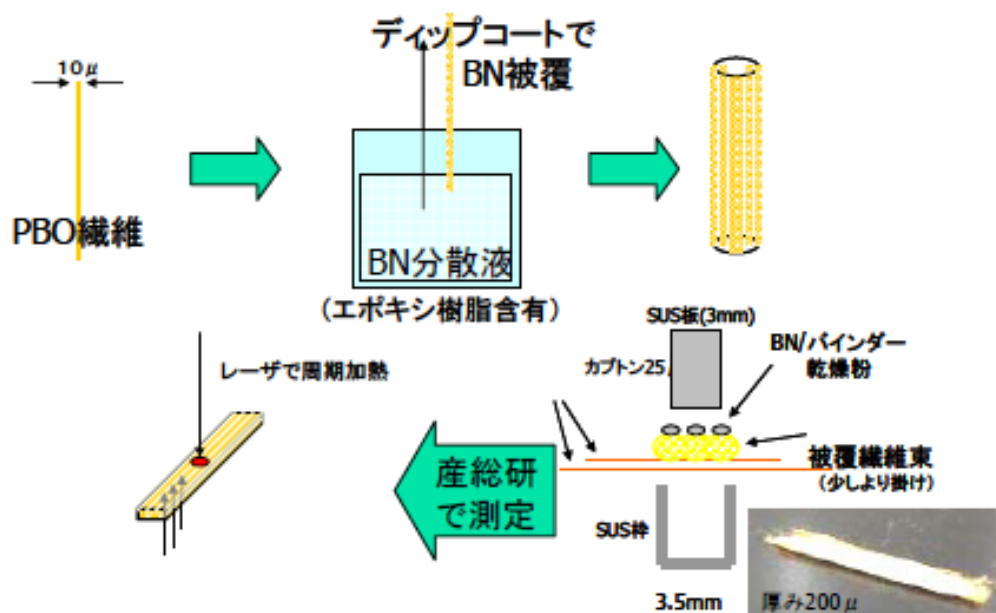 ディップコートで
BN被覆
10μ
PBO繊維
BN分散液
(エポキシ樹脂含有)
SUS板(3mm)
BN/バインダー
乾燥粉
カプトン25
レーザで周期加熱
産総研
で測定
被覆繊維束
(少しより掛け)
SUS枠
3.5mm
厚み200μ